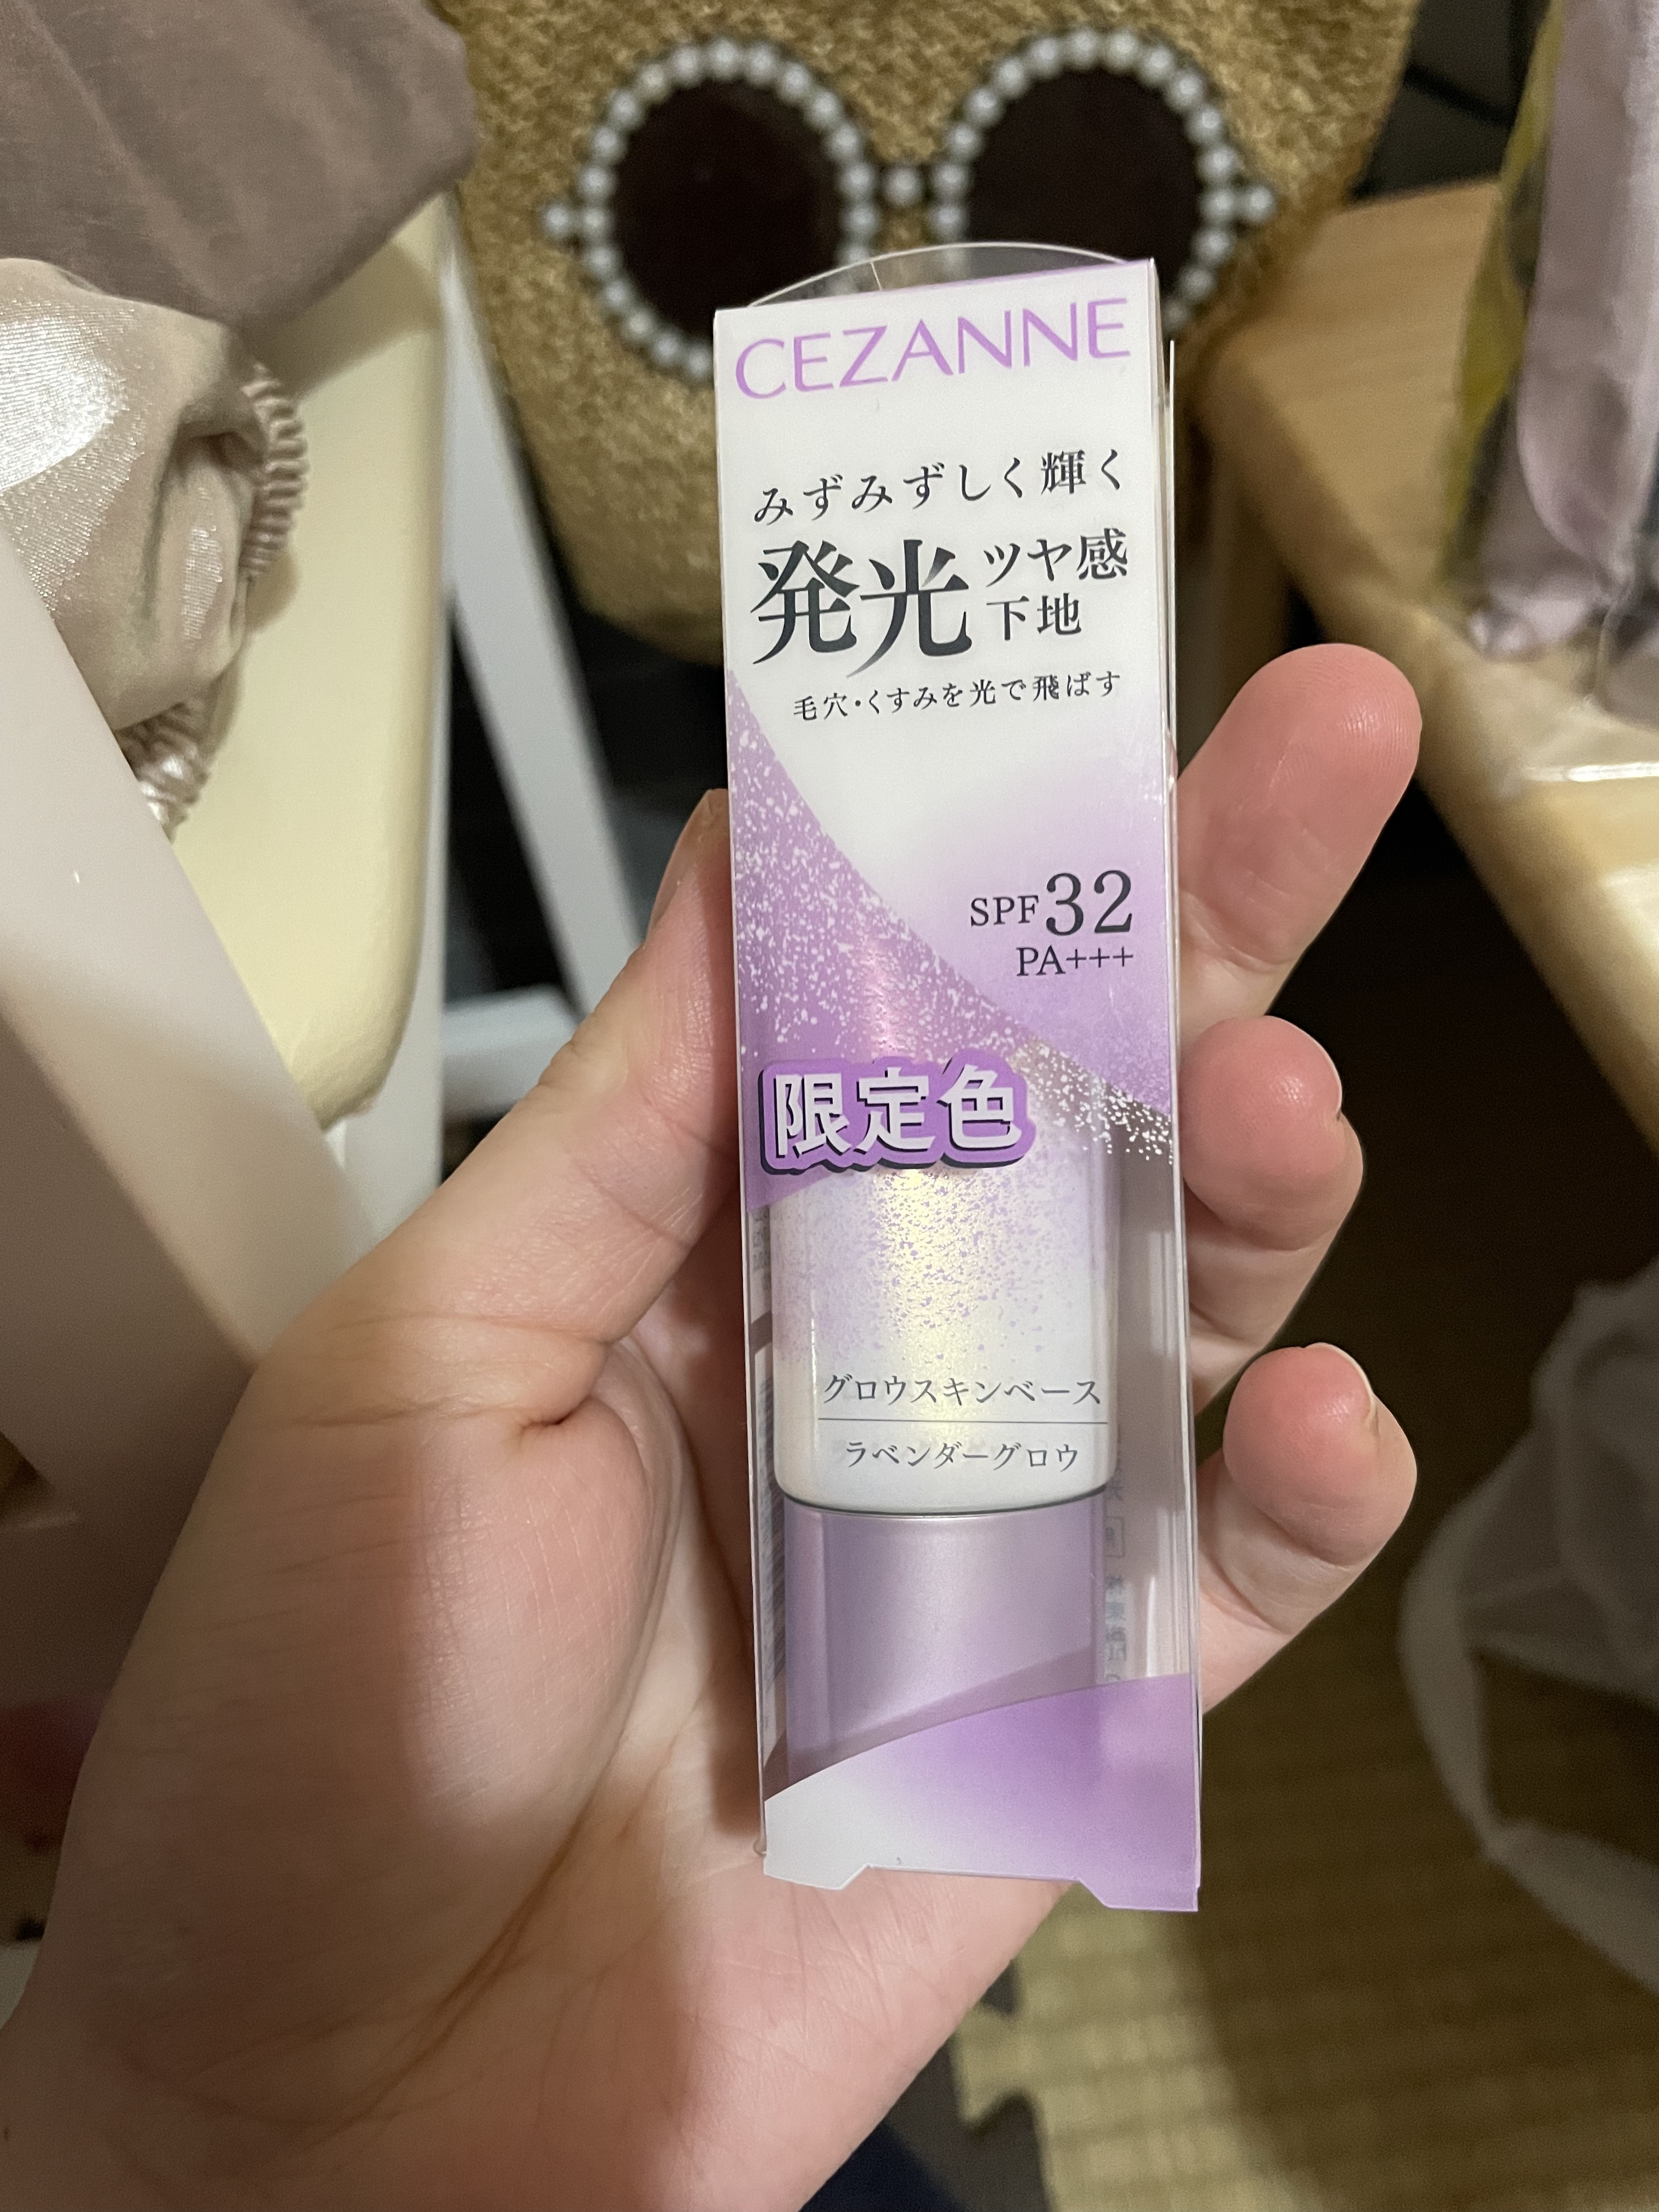 CEZANNE
みずみずしく輝く
発光ツヤ感
下地
毛穴・くすみを光で飛ばす
SPF32
PA+++
限定色
グロウスキンベース
ラベンダーグロウ